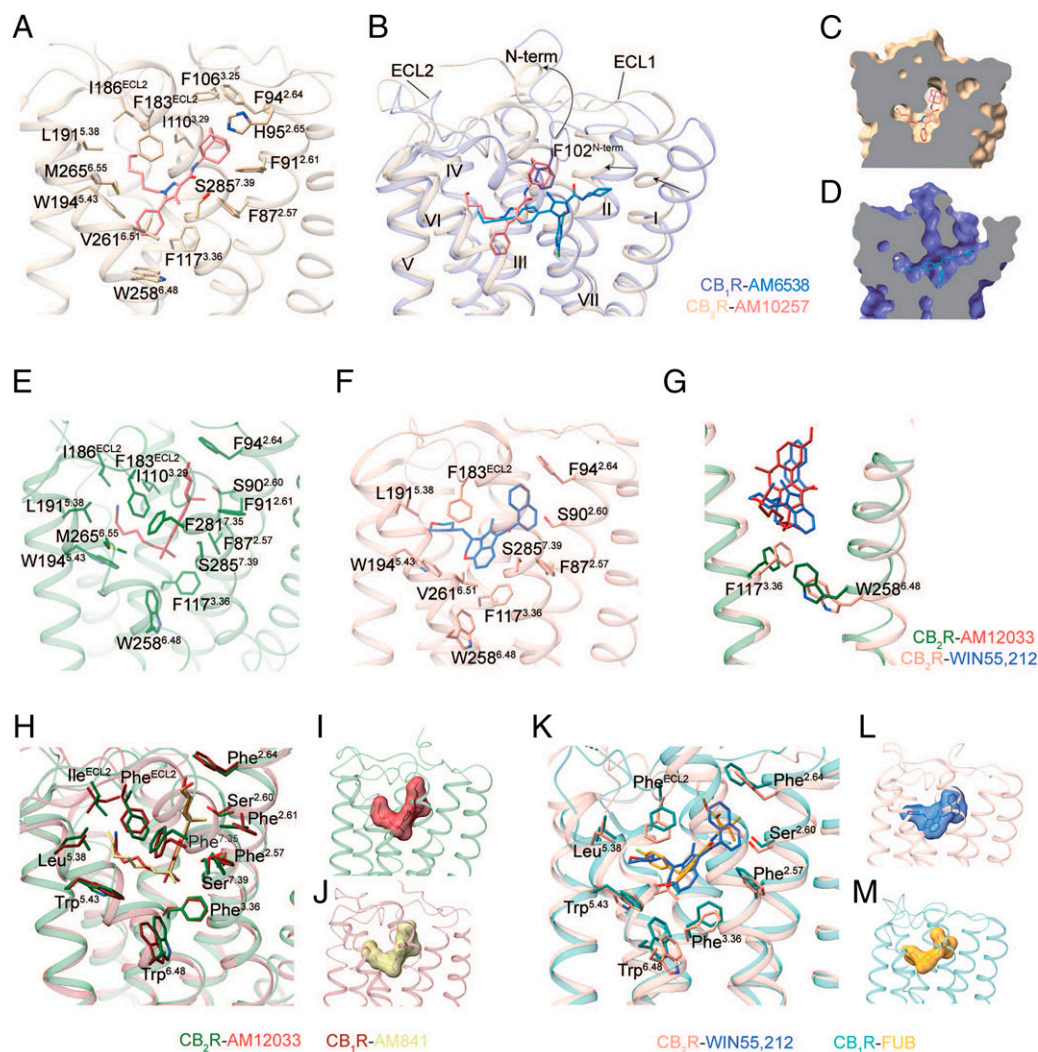 A
I186ECL2
F183ECL2
F1063.25
F942.64
I1103.29
H952.65
L1915.38
F912.61
M2656.55
S2857.39
W1945.43
F872.57
V2616.51
F1173.36
W2586.48
B
N-term
ECL2
ECL1
F102N-term
IV
VI
II
I
III
V
VII
CB1R-AM6538
CB2R-AM10257
C
D
E
I186ECL2
F942.64
F183ECL2
I1103.29
S902.60
L1915.38
F912.61
F2817.35
M2656.55
F872.57
W1945.43
S2857.39
F1173.36
W2586.48
F
F183ECL2
F942.64
L1915.38
S902.60
S2857.39
W1945.43
F872.57
V2616.51
F1173.36
W2586.48
G
F1173.36
W2586.48
CB2R-AM12033
CB2R-WIN55,212
H
Phe2.64
IleECL2
PheECL2
Ser2.60
Phe2.61
Phe7.35
Leu5.38
Phe2.57
Ser7.39
Trp5.43
Phe3.36
Trp6.48
I
J
K
PheECL2
Phe2.64
Leu5.38
Ser2.60
Phe2.57
Trp5.43
Phe3.36
Trp6.48
L
M
CB2R-AM12033
CB1R-AM841
CB2R-WIN55,212
CB1R-FUB